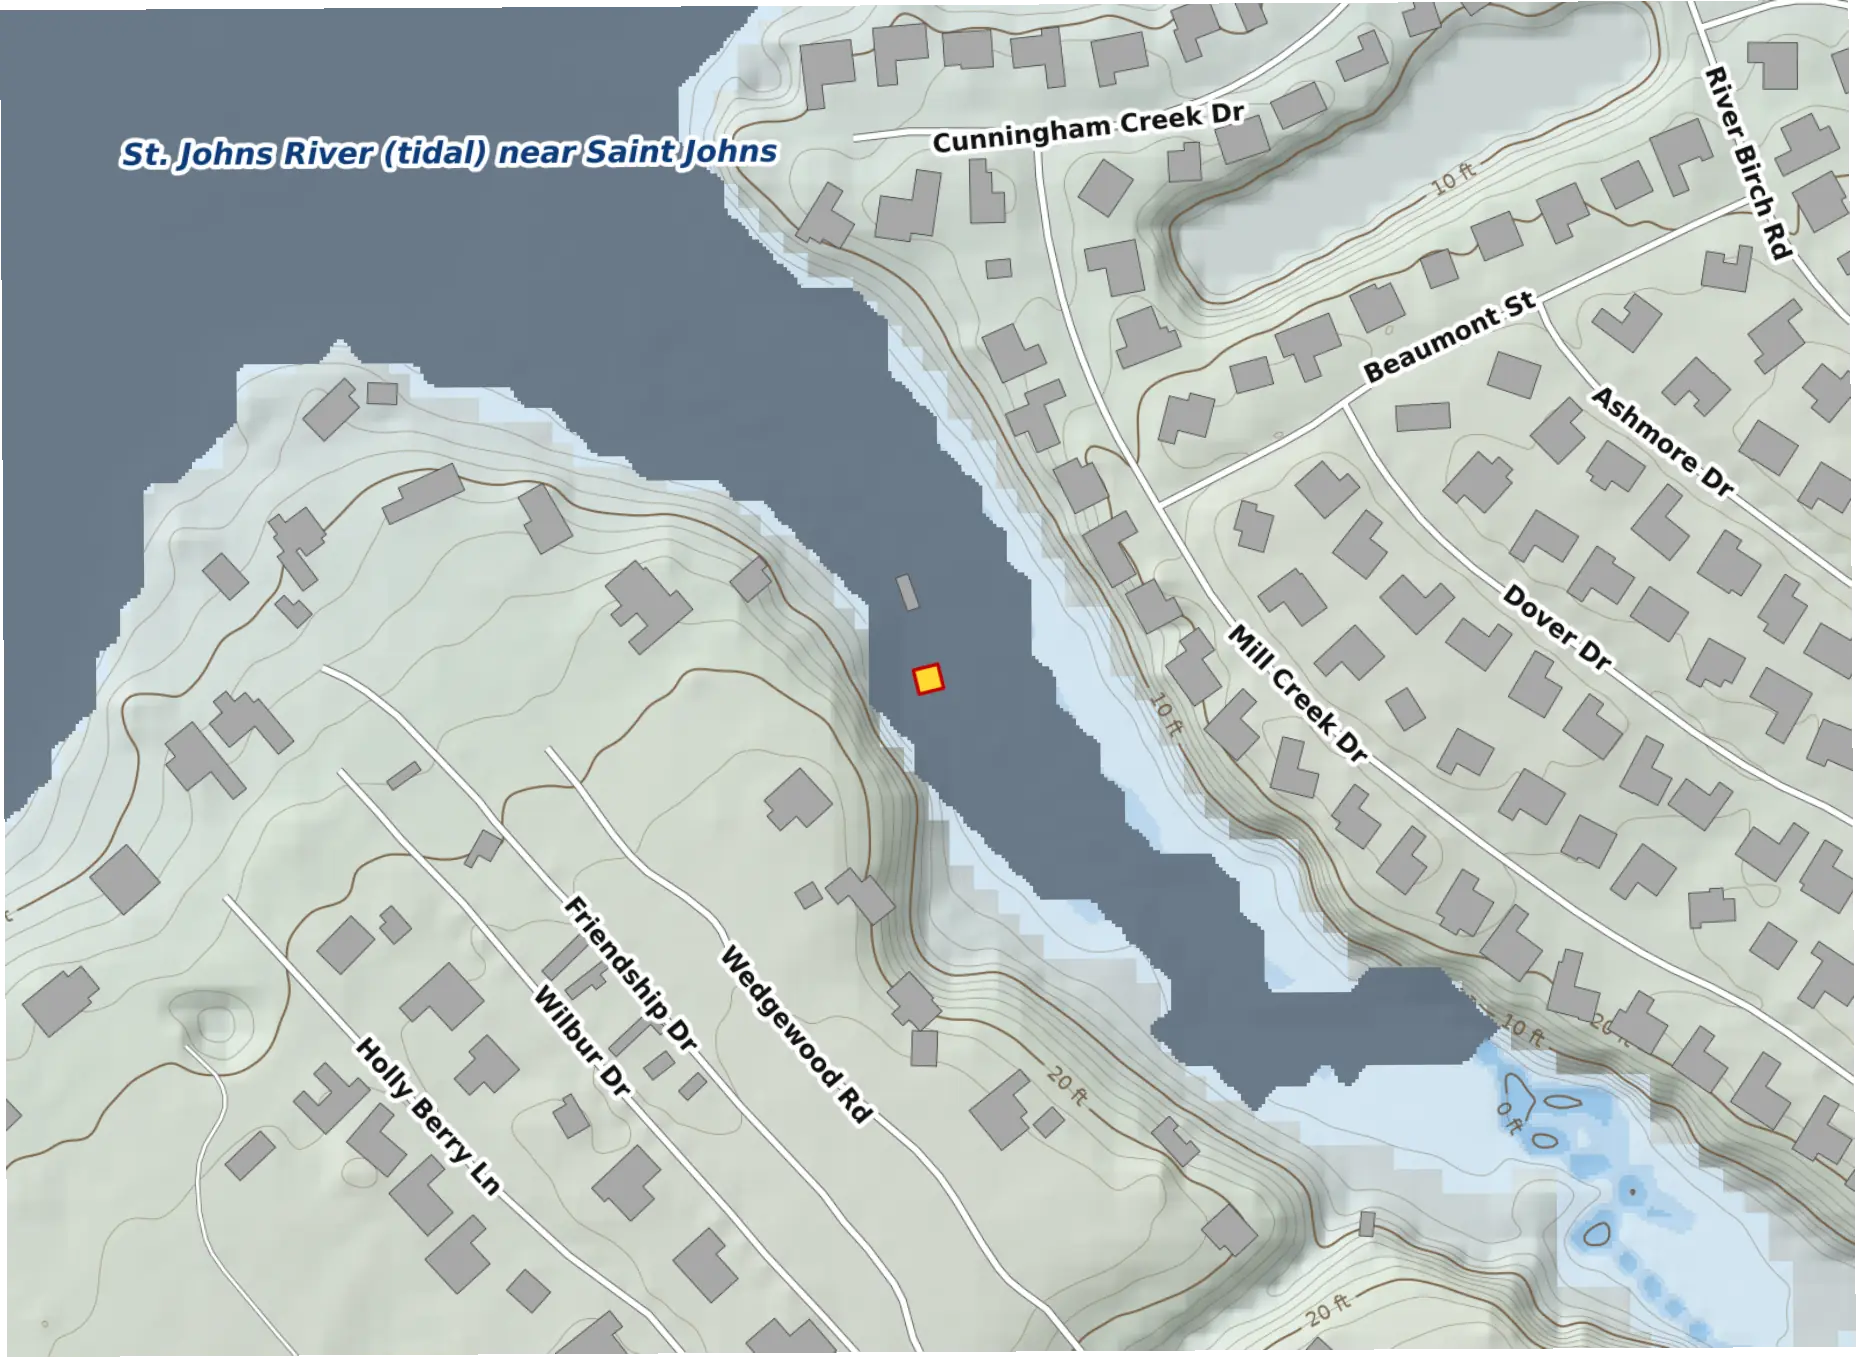 Cunningham Creek Dr
River Birch Rd
St. Johns River (tidal) near Saint Johns
10 ft
Beaumont St
Ashmore Dr
Dover Dr
Mill Creek Dr
10 ft
Friendship Dr
Wedgewood Rd
Wilbur Dr
Holly Berry Ln
10 ft
20 ft
0 ft
20 ft